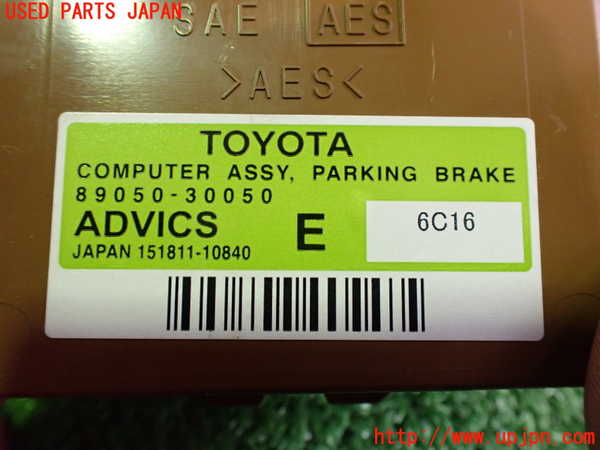 USED PARTS JAPAN
SAE AES
>AES<
TOYOTA
COMPUTER ASSY, PARKING BRAKE
89050-30050
ADVICS E 6C16
JAPAN 151811-10840
http://www.upjpn.com